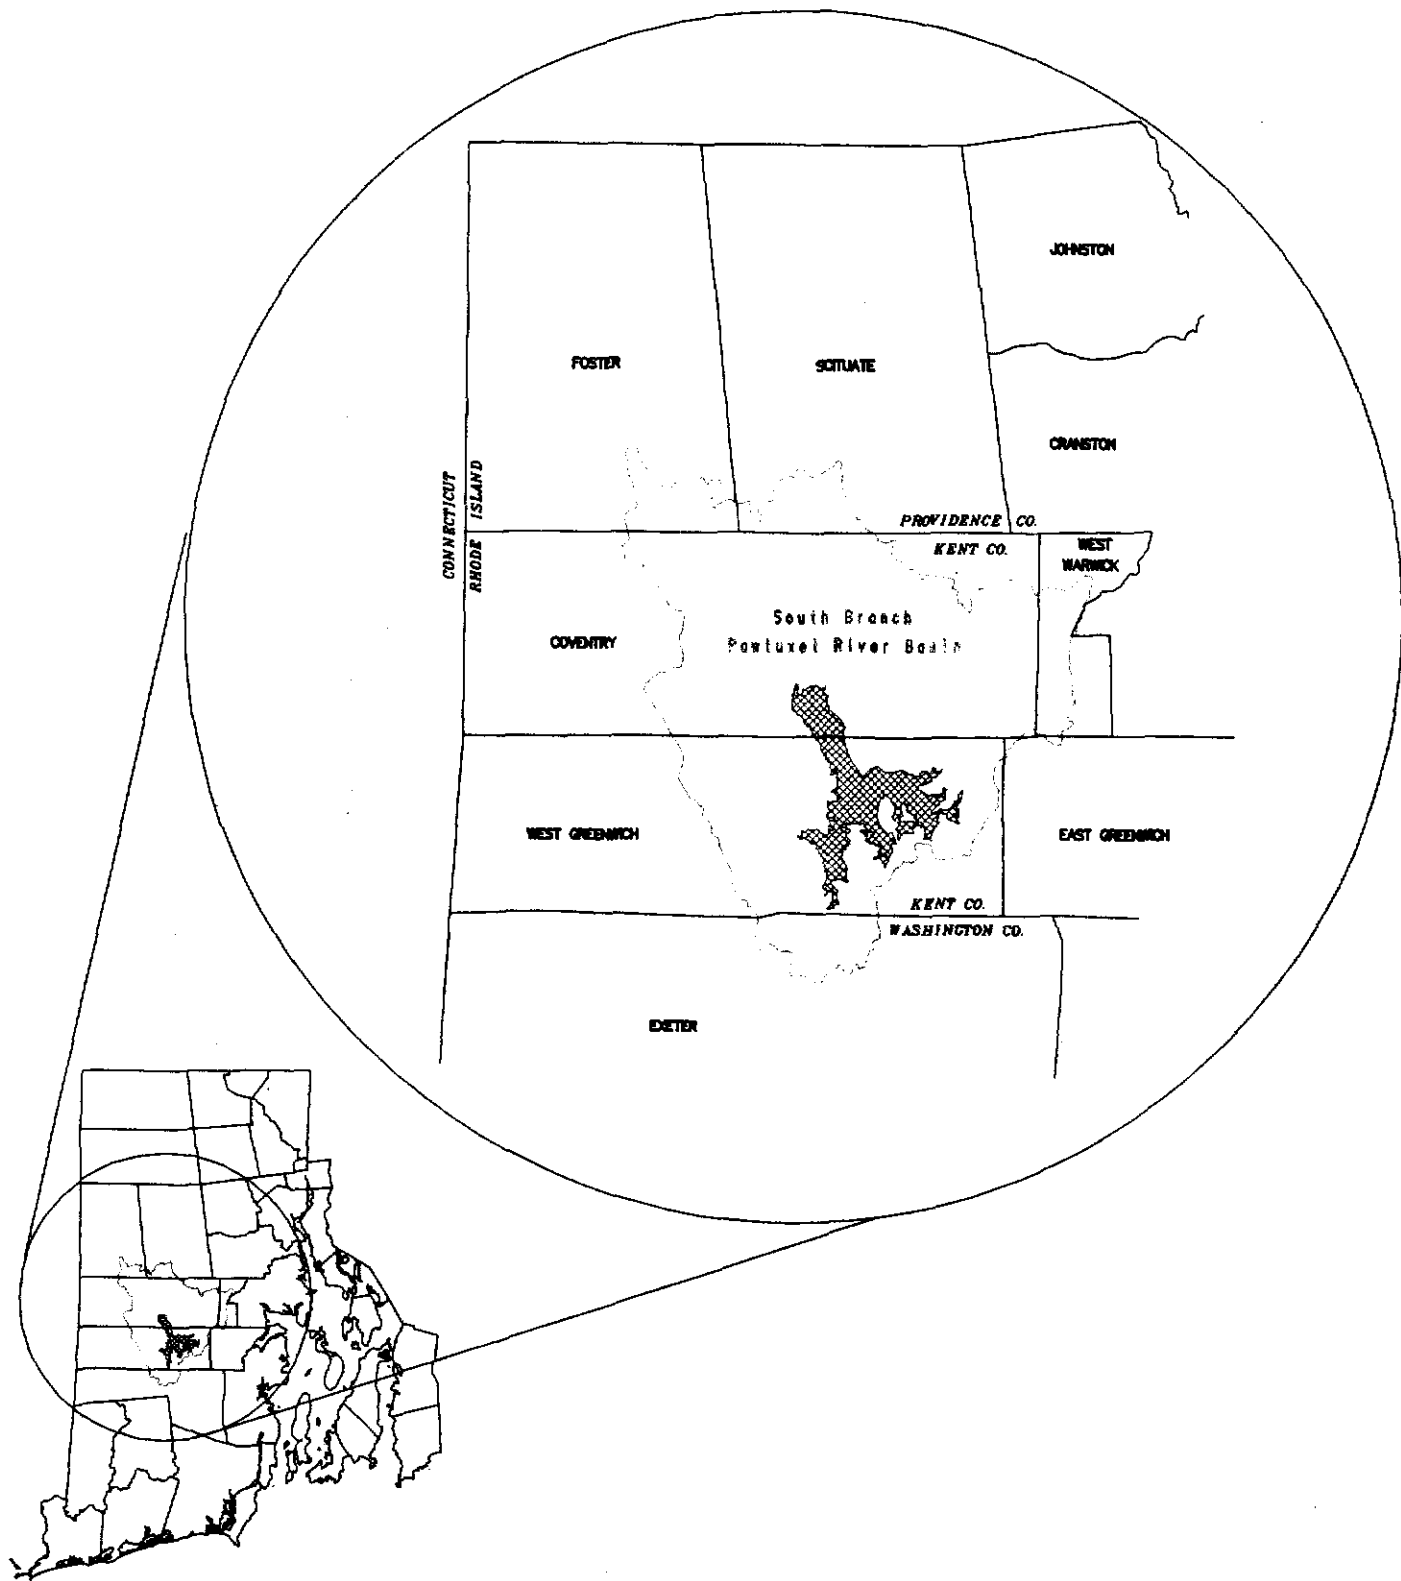 JOHNSTON
FOSTER
SCITUATE
CRANSTON
CONNECTICUT
RHODE ISLAND
PROVIDENCE CO.
KENT CO.
WEST
WARWICK
COVENTRY
South Branch
Pawtuxet River Basin
WEST GREENWICH
EAST GREENWICH
KENT CO.
WASHINGTON CO.
EXETER